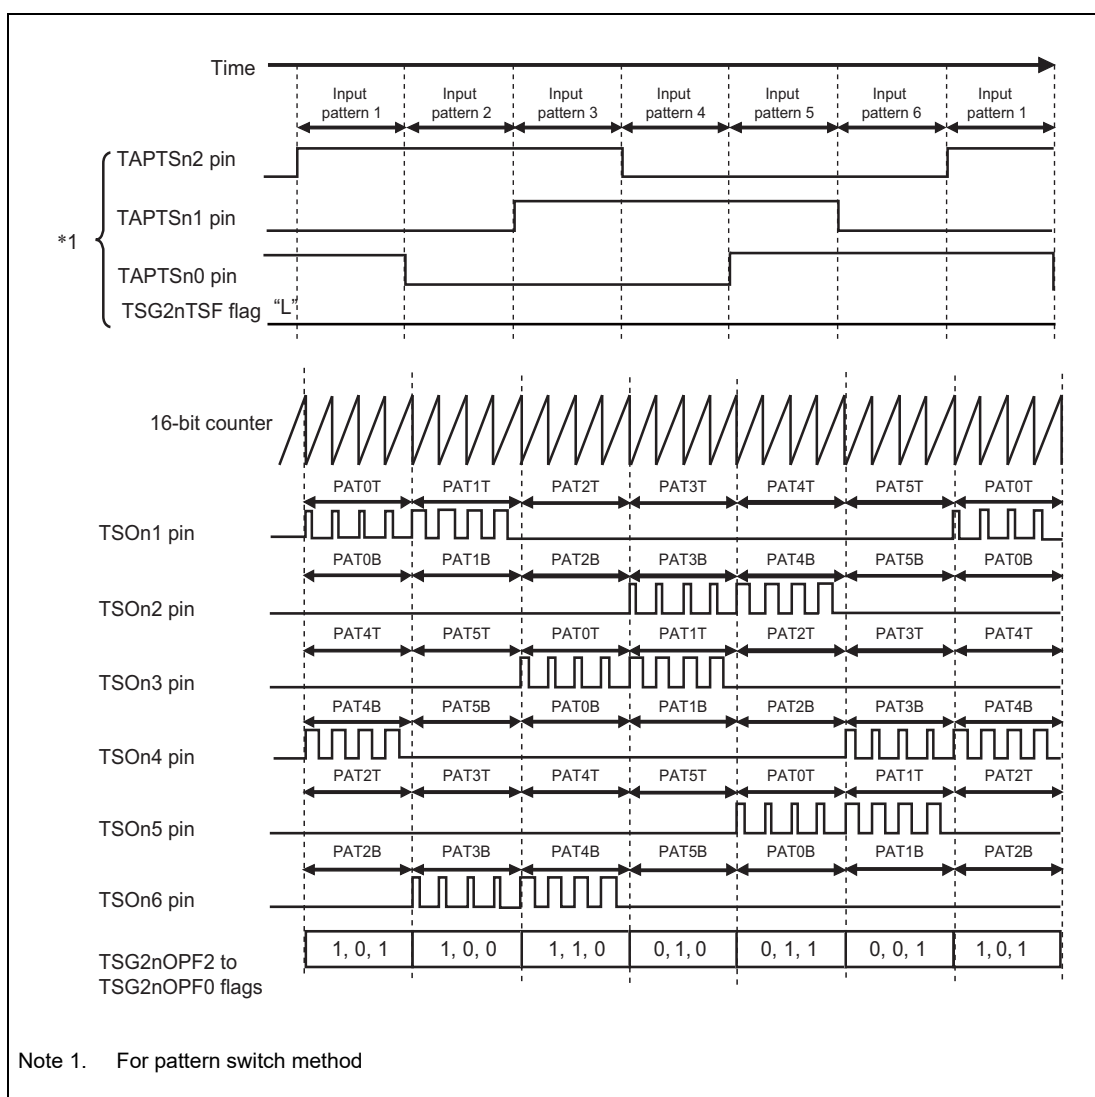 Time
Input pattern 1 Input pattern 2 Input pattern 3 Input pattern 4 Input pattern 5 Input pattern 6 Input pattern 1
TAPTSn2 pin
TAPTSn1 pin
*1
TAPTSn0 pin
TSG2nTSF flag "L"
16-bit counter
PAT0T PAT1T PAT2T PAT3T PAT4T PAT5T PAT0T
TSOn1 pin
PAT0B PAT1B PAT2B PAT3B PAT4B PAT5B PAT0B
TSOn2 pin
PAT4T PAT5T PAT0T PAT1T PAT2T PAT3T PAT4T
TSOn3 pin
PAT4B PAT5B PAT0B PAT1B PAT2B PAT3B PAT4B
TSOn4 pin
PAT2T PAT3T PAT4T PAT5T PAT0T PAT1T PAT2T
TSOn5 pin
PAT2B PAT3B PAT4B PAT5B PAT0B PAT1B PAT2B
TSOn6 pin
1, 0, 1 1, 0, 0 1, 1, 0 0, 1, 0 0, 1, 1 0, 0, 1 1, 0, 1
TSG2nOPF2 to
TSG2nOPF0 flags
Note 1. For pattern switch method